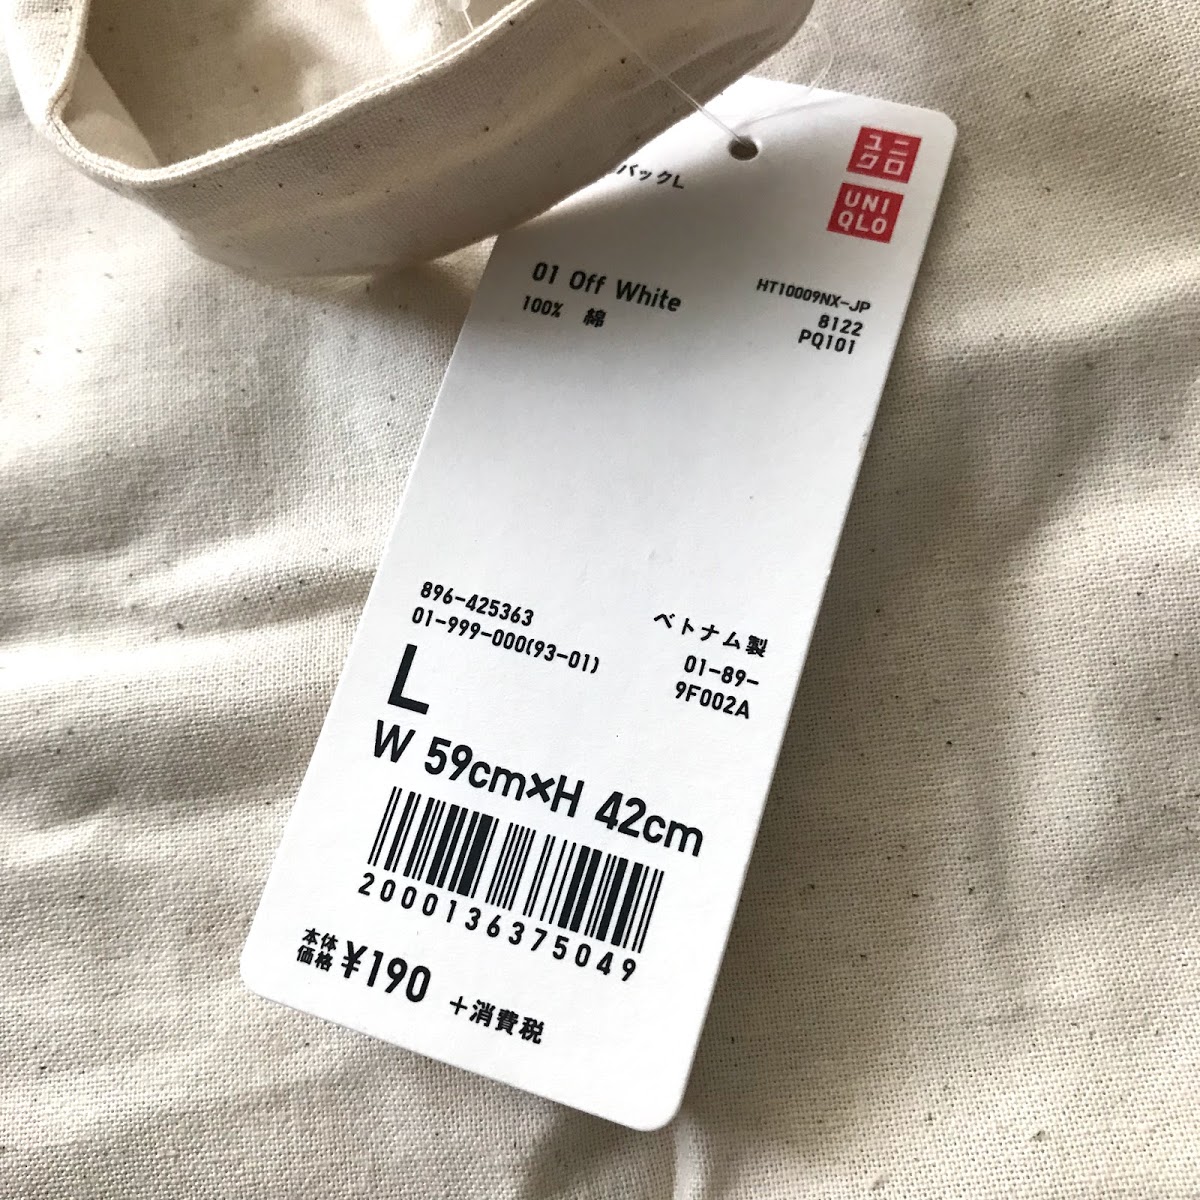 ユニ
クロ
UNI
QLO
バックL
01 Off White
100% 綿
HT10009NX-JP
8122
PQ101
896-425363
01-999-000(93-01)
ベトナム製
01-89-
9F002A
L
W 59cm×H 42cm
2000136375049
本体
価格 ¥190 +消費税